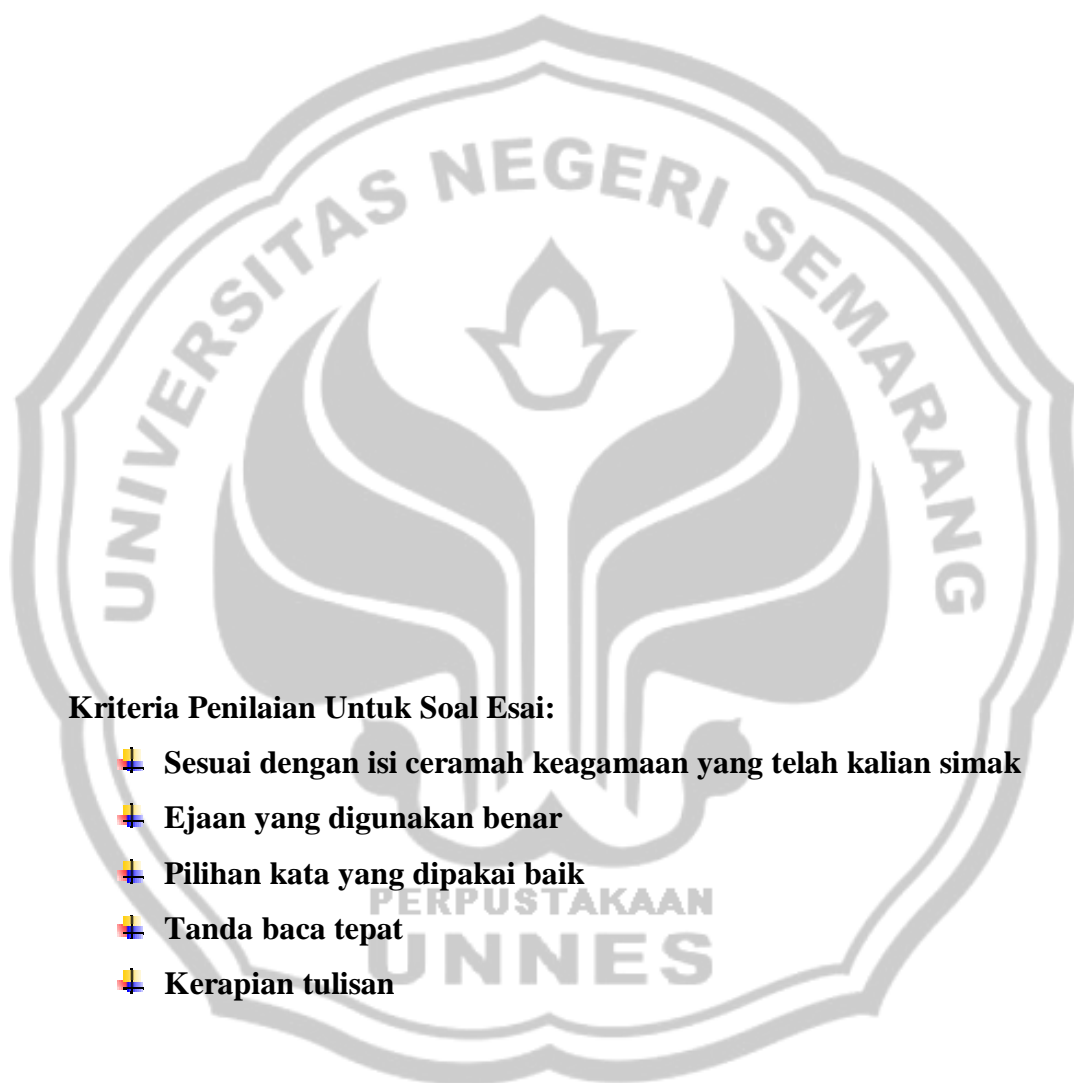 UNIVERSITAS NEGERI SEMARANG
Kriteria Penilaian Untuk Soal Esai:
Sesuai dengan isi ceramah keagamaan yang telah kalian simak
Ejaan yang digunakan benar
Pilihan kata yang dipakai baik
PERPUSTAKAAN
Tanda baca tepat
UNNES
Kerapian tulisan